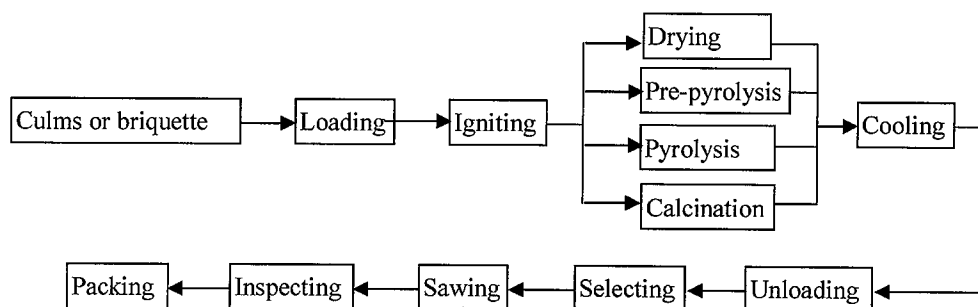 Culms or briquette
Loading
Igniting
Drying
Pre-pyrolysis
Pyrolysis
Calcination
Cooling
Unloading
Selecting
Sawing
Inspecting
Packing